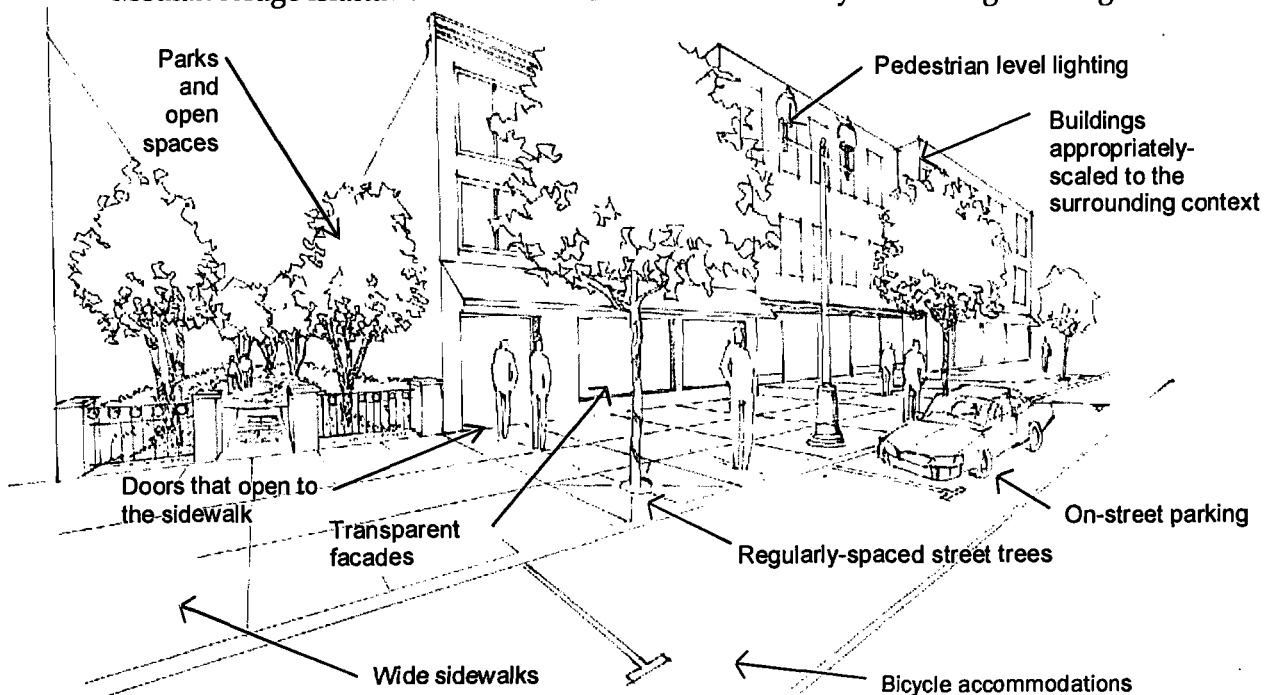 Parks
and
open
spaces
Pedestrian level lighting
Buildings
appropriately-
scaled to the
surrounding context
Doors that open to
the sidewalk
Transparent
facades
On-street parking
Regularly-spaced street trees
Wide sidewalks
Bicycle accommodations